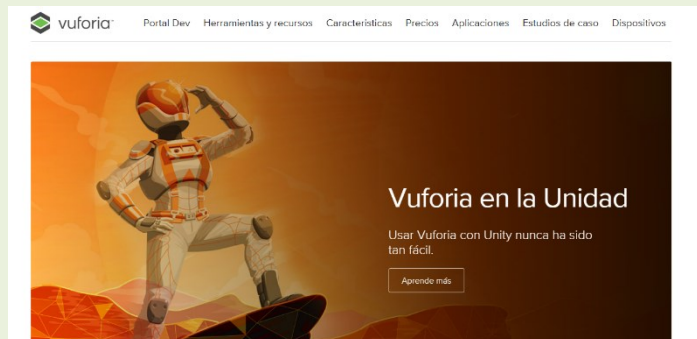 vuforia™
Portal Dev Herramientas y recursos Características Precios Aplicaciones Estudios de caso Dispositivos
Vuforia en la Unidad
Usar Vuforia con Unity nunca ha sido
tan fácil.
Aprende más